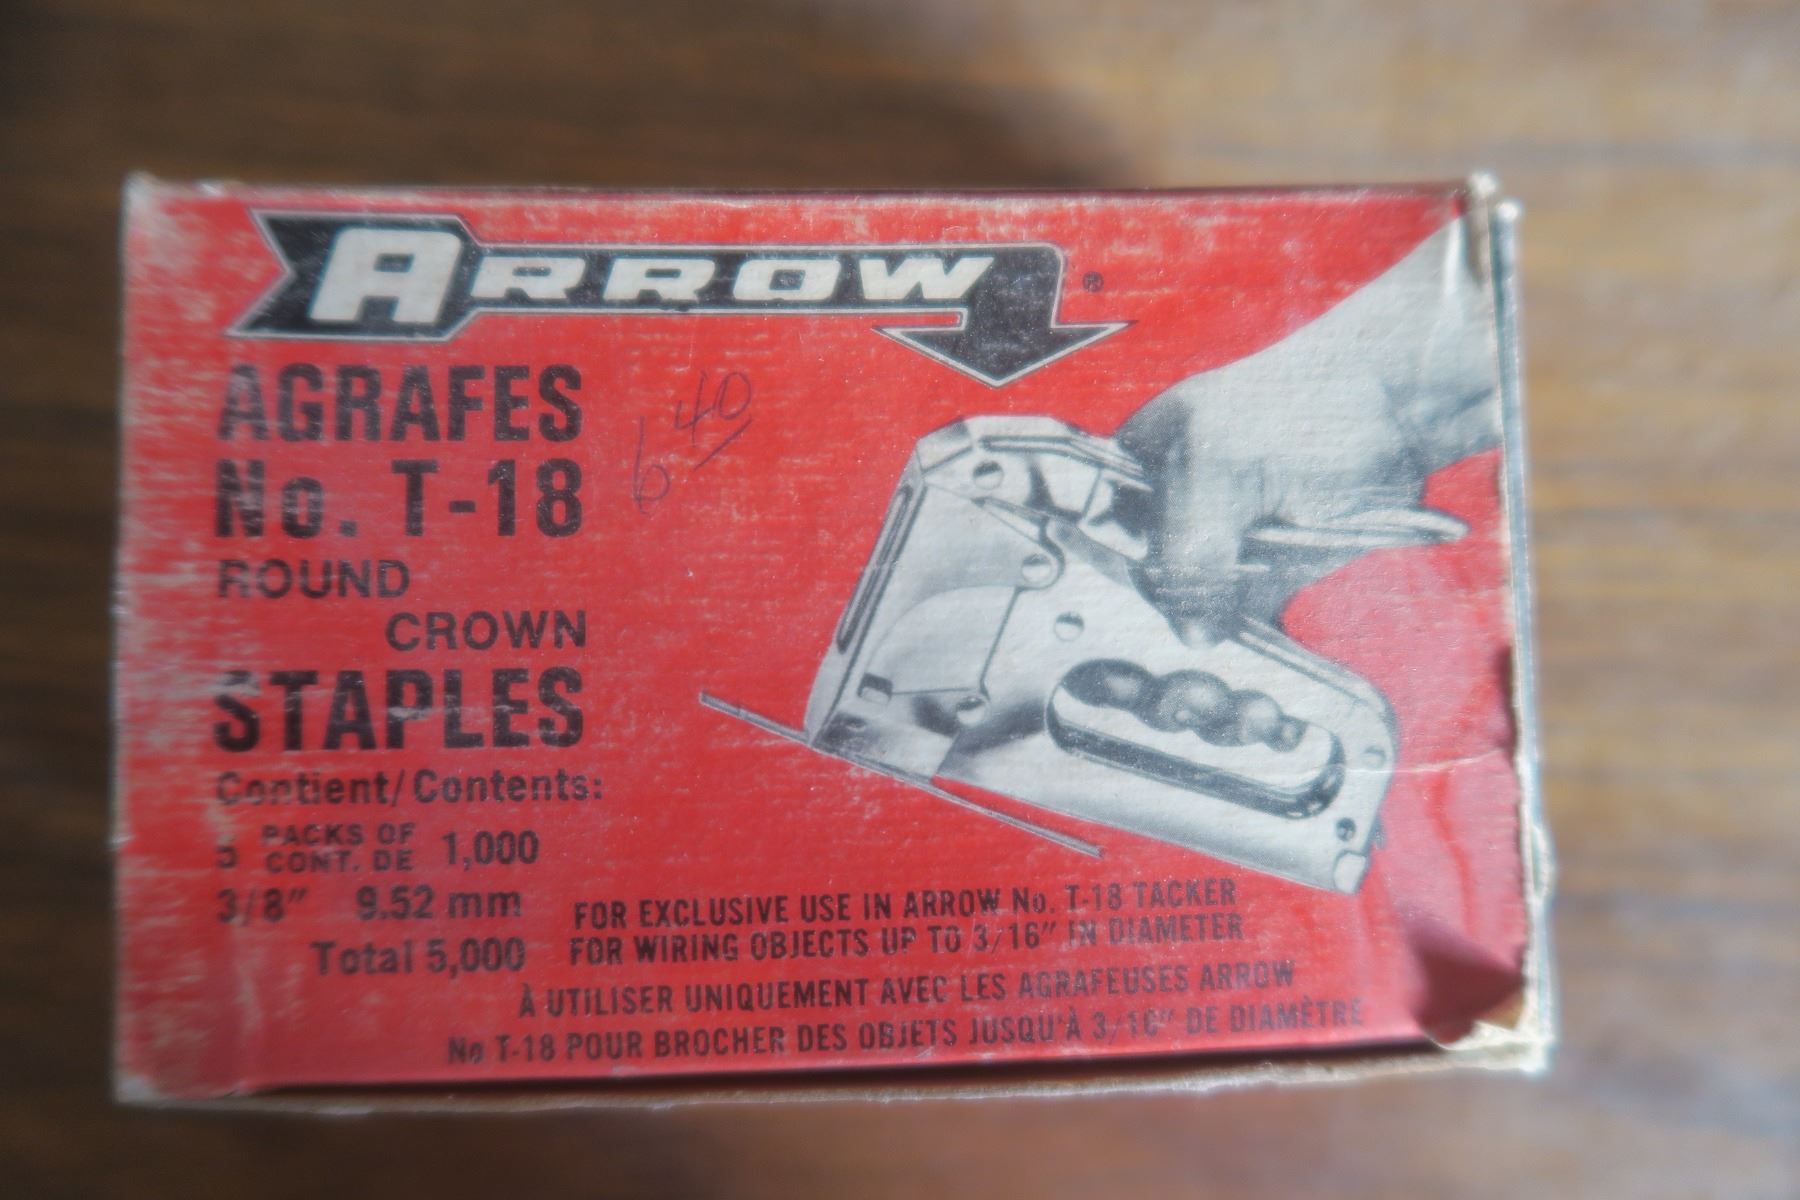 ARROW ®
AGRAFES
No. T-18
6 40
ROUND
CROWN
STAPLES
Contient/Contents:
5 PACKS OF CONT. DE 1,000
3/8" 9.52 mm
Total 5,000
FOR EXCLUSIVE USE IN ARROW No. T-18 TACKER
FOR WIRING OBJECTS UP TO 3/16" IN DIAMETER
À UTILISER UNIQUEMENT AVEC LES AGRAFEUSES ARROW
No T-18 POUR BROCHER DES OBJETS JUSQU'À 3/16" DE DIAMÈTRE